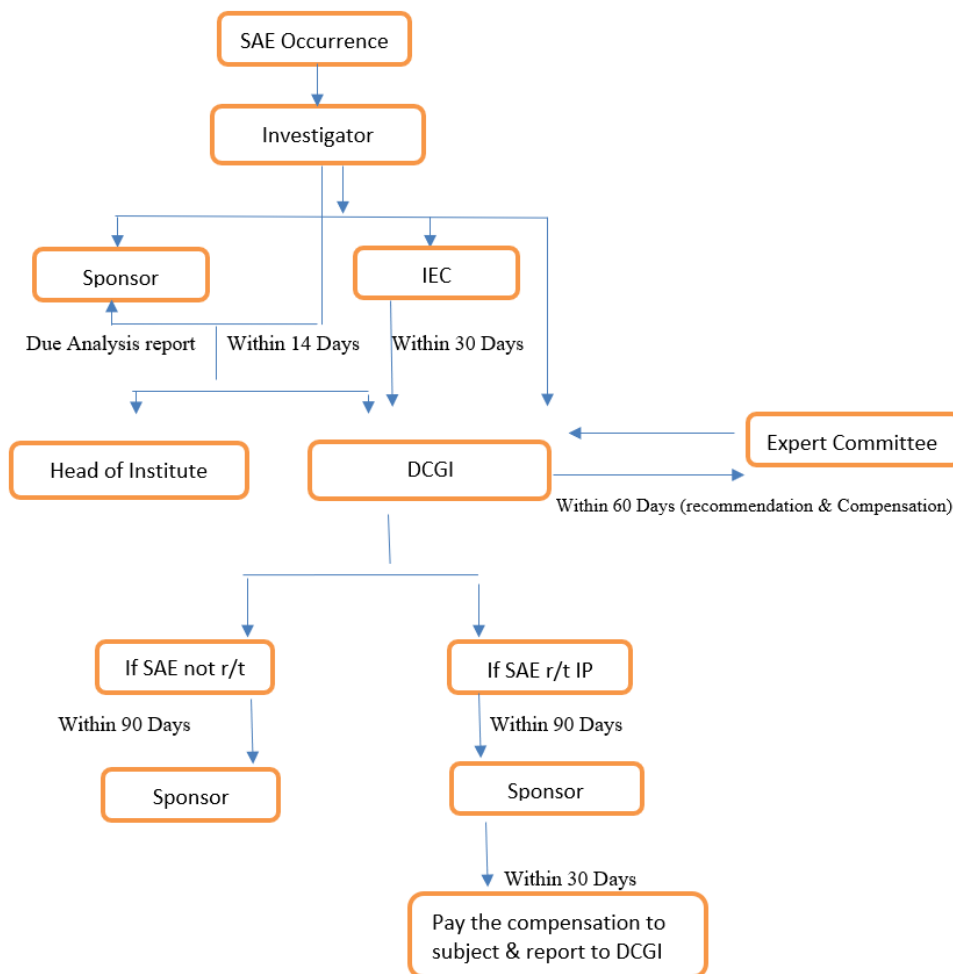 SAE Occurrence
Investigator
Sponsor
IEC
Due Analysis report
Within 14 Days
Within 30 Days
Head of Institute
DCGI
Expert Committee
Within 60 Days (recommendation & Compensation)
If SAE not r/t
If SAE r/t IP
Within 90 Days
Within 90 Days
Sponsor
Sponsor
Within 30 Days
Pay the compensation to
subject & report to DCGI